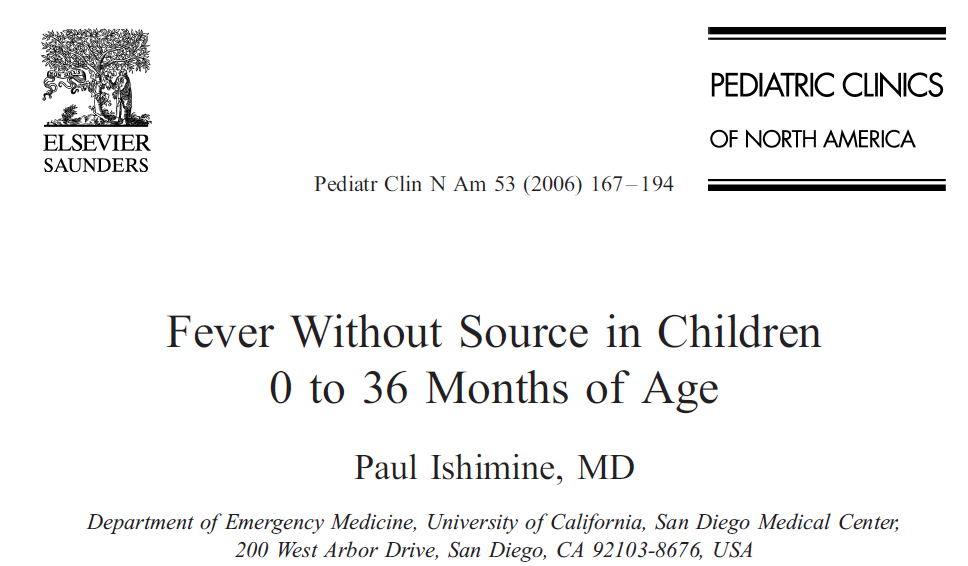 ELSEVIER
SAUNDERS
PEDIATRIC CLINICS
OF NORTH AMERICA
Pediatr Clin N Am 53 (2006) 167–194
Fever Without Source in Children
0 to 36 Months of Age
Paul Ishimine, MD
Department of Emergency Medicine, University of California, San Diego Medical Center,
200 West Arbor Drive, San Diego, CA 92103-8676, USA